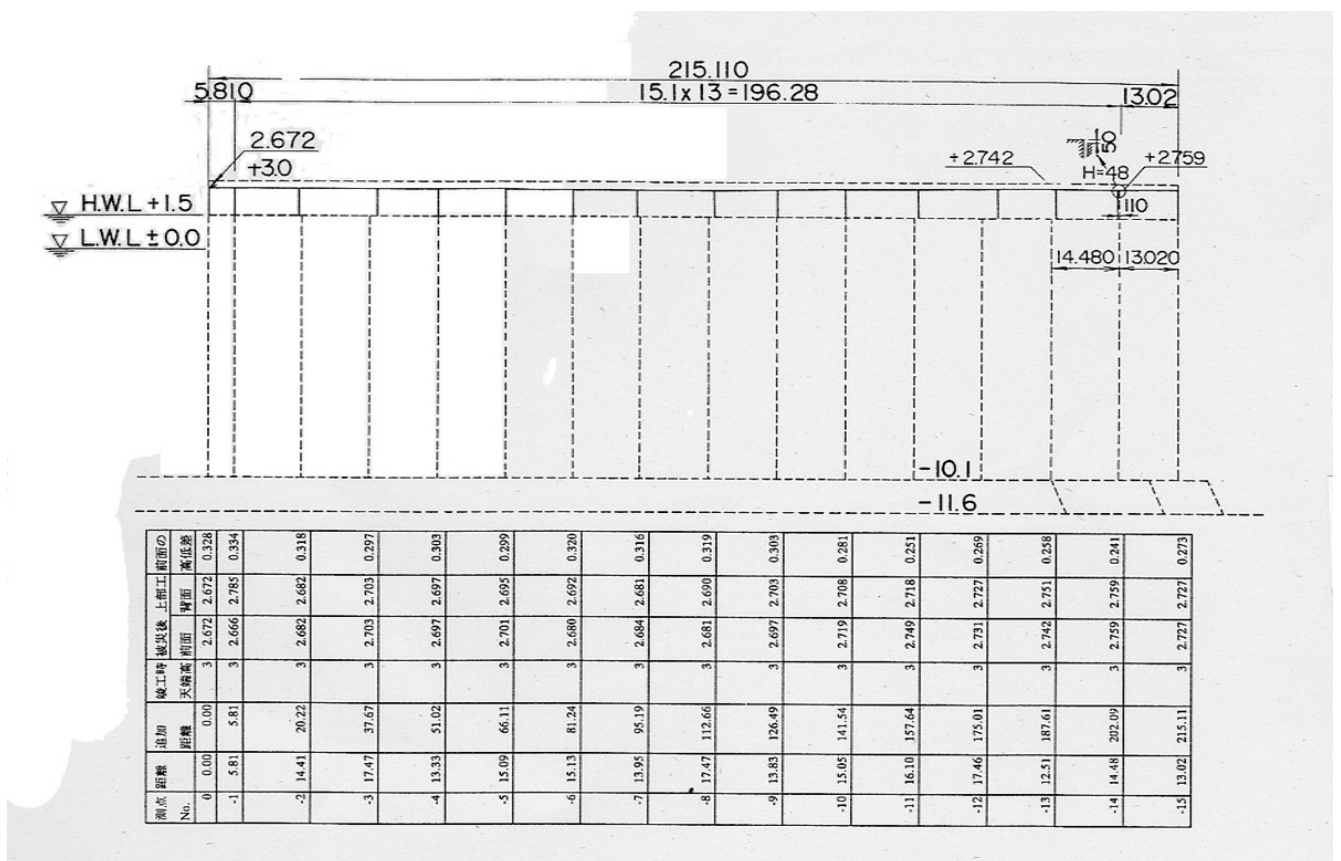 215.110
5.810 15.1x13=196.28 13.02
2.672
+3.0
50
+2.742 +2.759
H=48
H.W.L +1.5
110
L.W.L ±0.0
14.480 13.020
-10.1
-11.6
前面の高低差 0.328 0.334 0.318 0.297 0.303 0.299 0.320 0.316 0.319 0.303 0.281 0.251 0.269 0.258 0.241 0.273
被災後 上部工
背面 2.672 2.785 2.682 2.703 2.697 2.695 2.692 2.681 2.690 2.703 2.708 2.718 2.727 2.751 2.759 2.727
前面 2.672 2.666 2.682 2.703 2.697 2.701 2.680 2.684 2.681 2.697 2.719 2.749 2.731 2.742 2.759 2.727
竣工時天端高 3 3 3 3 3 3 3 3 3 3 3 3 3 3 3 3
追加距離 0.00 5.81 20.22 37.67 51.02 66.11 81.24 95.19 112.66 126.49 141.54 157.64 175.01 187.61 202.09 215.11
距離 0.00 5.81 14.41 17.47 13.33 15.09 15.13 13.95 17.47 13.83 15.05 16.10 17.46 12.51 14.48 13.02
測点No. 0 -1 -2 -3 -4 -5 -6 -7 -8 -9 -10 -11 -12 -13 -14 -15